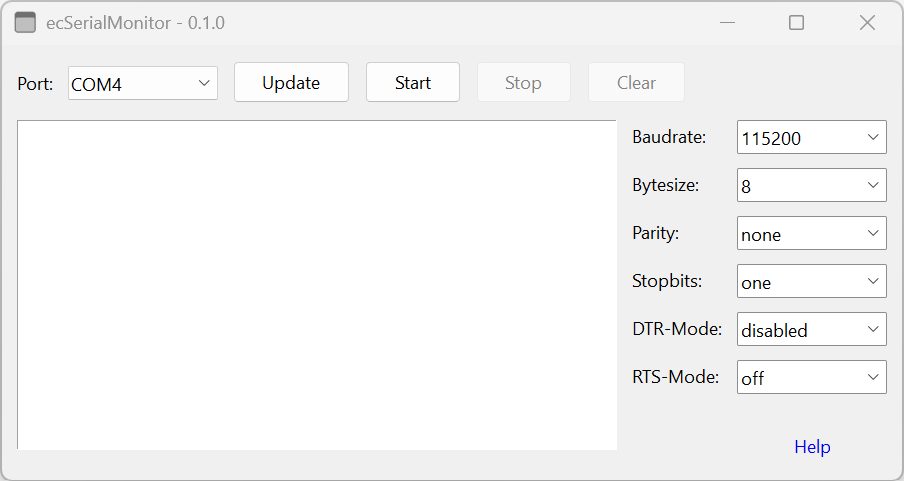 ecSerialMonitor - 0.1.0
Port: COM4 Update Start Stop Clear
Baudrate: 115200
Bytesize: 8
Parity: none
Stopbits: one
DTR-Mode: disabled
RTS-Mode: off
Help